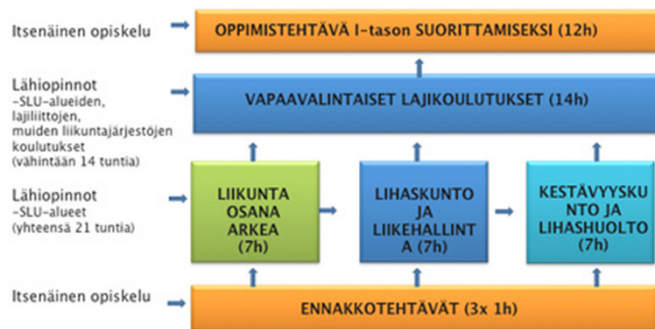 Itsenäinen opiskelu
OPPIMISTEHTÄVÄ I-tason SUORITTAMISEKSI (12h)
Lähiopinnot
-SLU-alueiden,
lajiliittojen,
muiden liikuntajärjestöjen
koulutukset
(vähintään 14 tuntia)
VAPAAVALINTAISET LAJIKOULUTUKSET (14h)
Lähiopinnot
-SLU-alueet
(yhteensä 21 tuntia)
LIIKUNTA
OSANA
ARKEA
(7h)
LIHASKUNTO
JA
LIIKEHALLINT
A (7h)
KESTÄVYYSKU
NTO JA
LIHASHUOLTO
(7h)
Itsenäinen opiskelu
ENNAKKOTEHTÄVÄT (3x 1h)